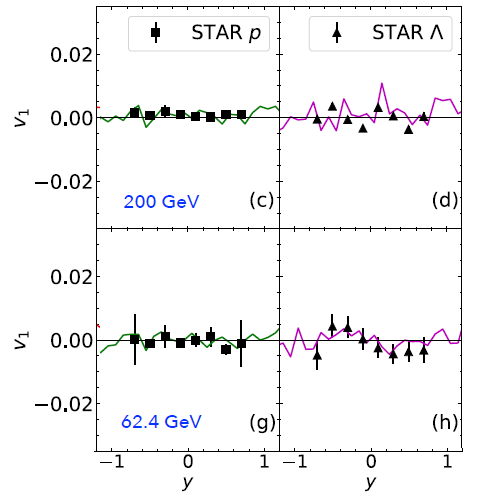 STAR p
STAR Λ
0.02
v₁
0.00
−0.02
200 GeV
(c)
(d)
0.02
v₁
0.00
−0.02
62.4 GeV
(g)
(h)
−1
0
1
−1
0
1
y
y